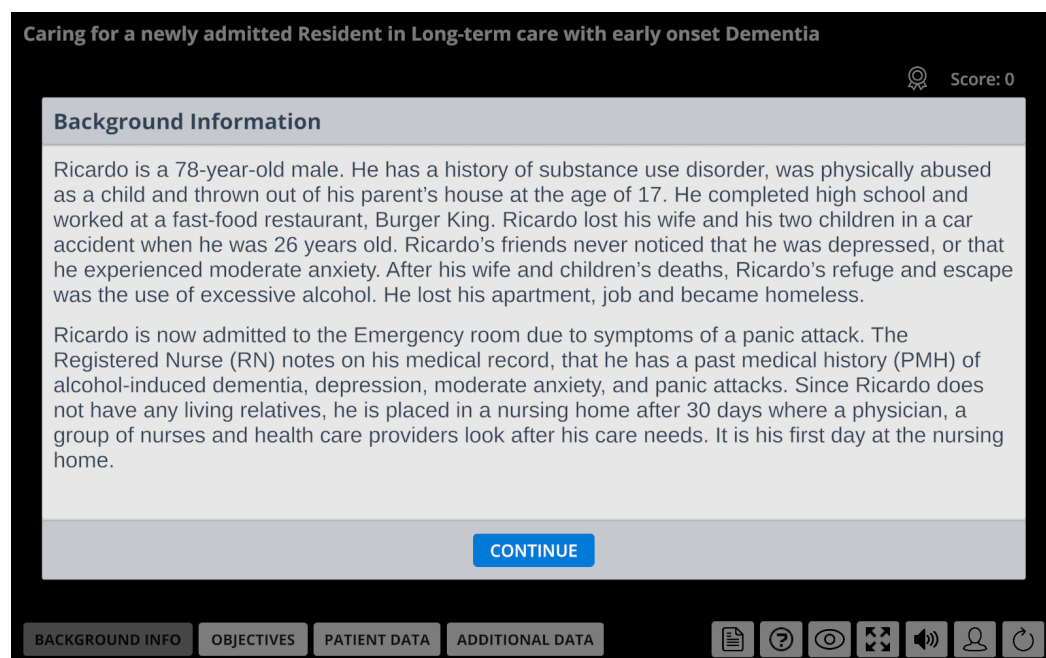 Caring for a newly admitted Resident in Long-term care with early onset Dementia
Score: 0
Background Information
Ricardo is a 78-year-old male. He has a history of substance use disorder, was physically abused
as a child and thrown out of his parent’s house at the age of 17. He completed high school and
worked at a fast-food restaurant, Burger King. Ricardo lost his wife and his two children in a car
accident when he was 26 years old. Ricardo’s friends never noticed that he was depressed, or that
he experienced moderate anxiety. After his wife and children’s deaths, Ricardo’s refuge and escape
was the use of excessive alcohol. He lost his apartment, job and became homeless.
Ricardo is now admitted to the Emergency room due to symptoms of a panic attack. The
Registered Nurse (RN) notes on his medical record, that he has a past medical history (PMH) of
alcohol-induced dementia, depression, moderate anxiety, and panic attacks. Since Ricardo does
not have any living relatives, he is placed in a nursing home after 30 days where a physician, a
group of nurses and health care providers look after his care needs. It is his first day at the nursing
home.
CONTINUE
BACKGROUND INFO OBJECTIVES PATIENT DATA ADDITIONAL DATA